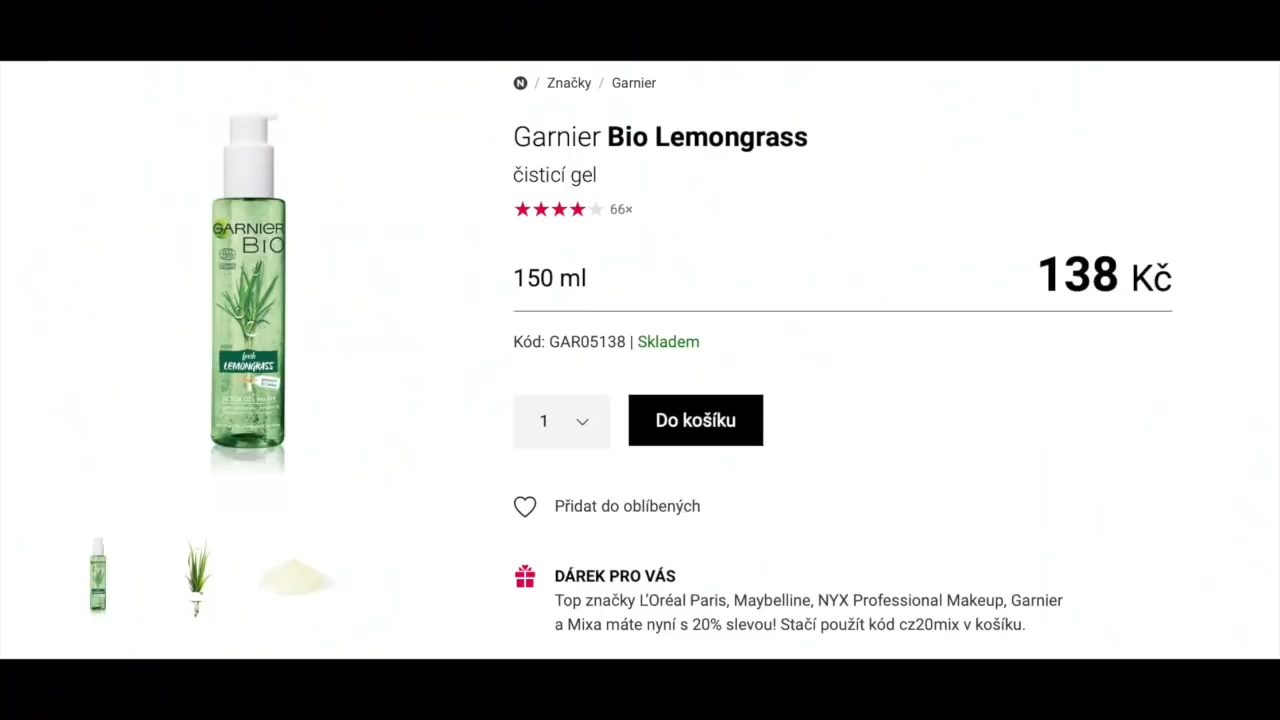 N / Značky / Garnier
Garnier Bio Lemongrass
čisticí gel
66×
150 ml
138 Kč
Kód: GAR05138 | Skladem
1
Do košíku
Přidat do oblíbených
DÁREK PRO VÁS
Top značky L'Oréal Paris, Maybelline, NYX Professional Makeup, Garnier
a Mixa máte nyní s 20% slevou! Stačí použít kód cz20mix v košíku.
GARNIER
BIO
fresh
LEMONGRASS